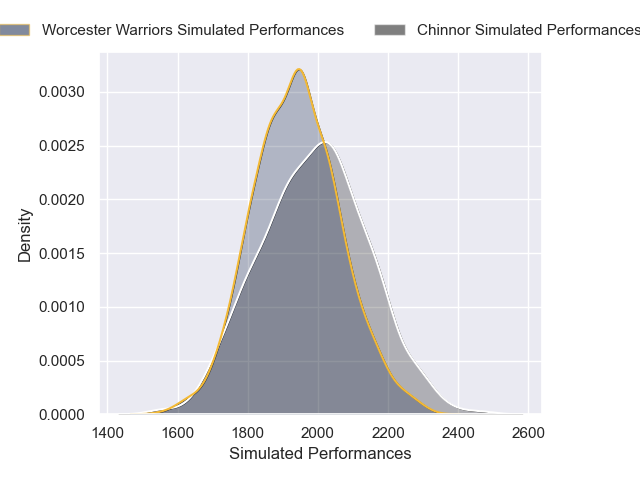 Worcester Warriors Simulated Performances
Chinnor Simulated Performances
0.0030
0.0025
0.0020
0.0015
0.0010
0.0005
0.0000
Density
1400 1600 1800 2000 2200 2400 2600
Simulated Performances